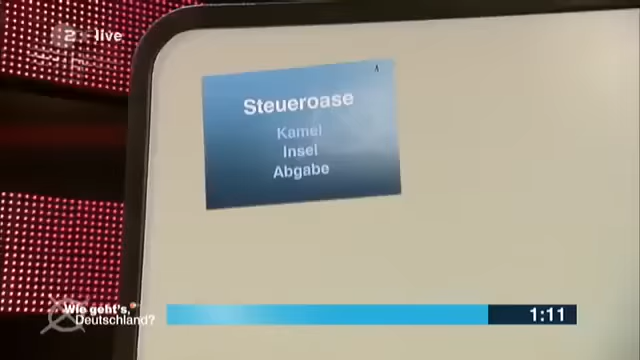 2 live
Steueroase
Kamel
Insel
Abgabe
Wie geht's,
Deutschland?
1:11